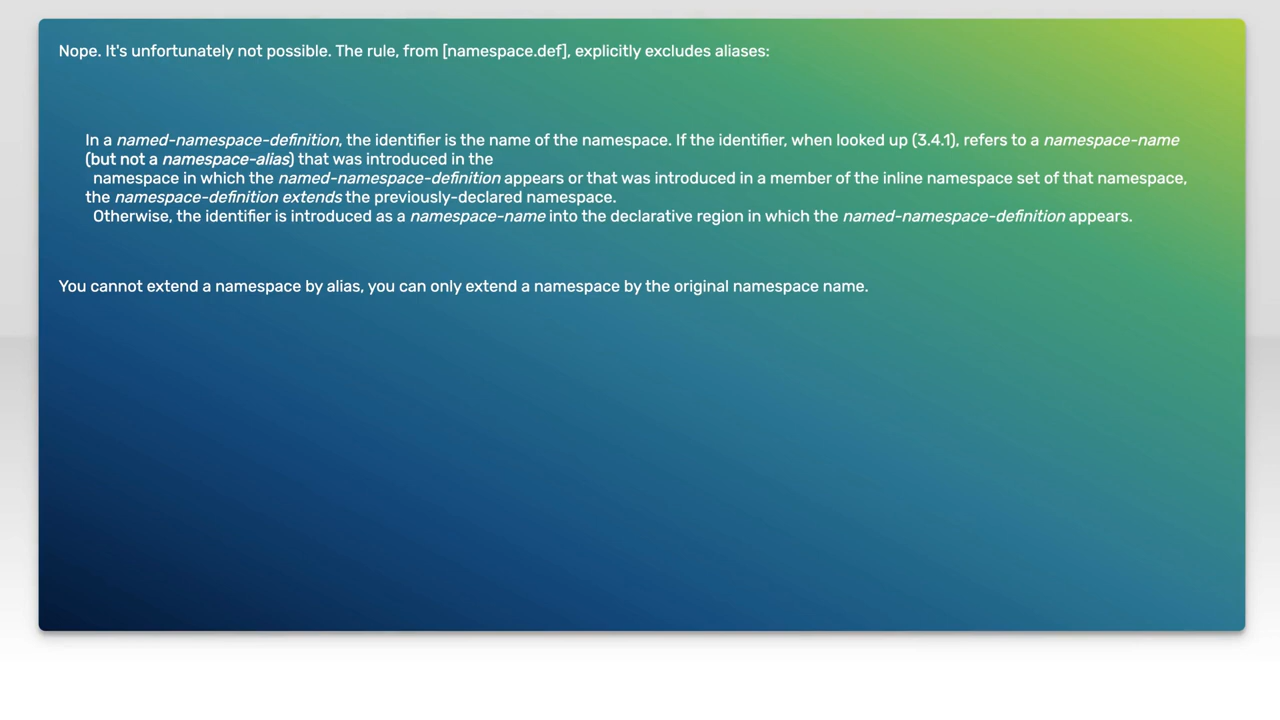 Nope. It's unfortunately not possible. The rule, from [namespace.def], explicitly excludes aliases:
In a named-namespace-definition, the identifier is the name of the namespace. If the identifier, when looked up (3.4.1), refers to a namespace-name
(but not a namespace-alias) that was introduced in the
namespace in which the named-namespace-definition appears or that was introduced in a member of the inline namespace set of that namespace,
the namespace-definition extends the previously-declared namespace.
Otherwise, the identifier is introduced as a namespace-name into the declarative region in which the named-namespace-definition appears.
You cannot extend a namespace by alias, you can only extend a namespace by the original namespace name.